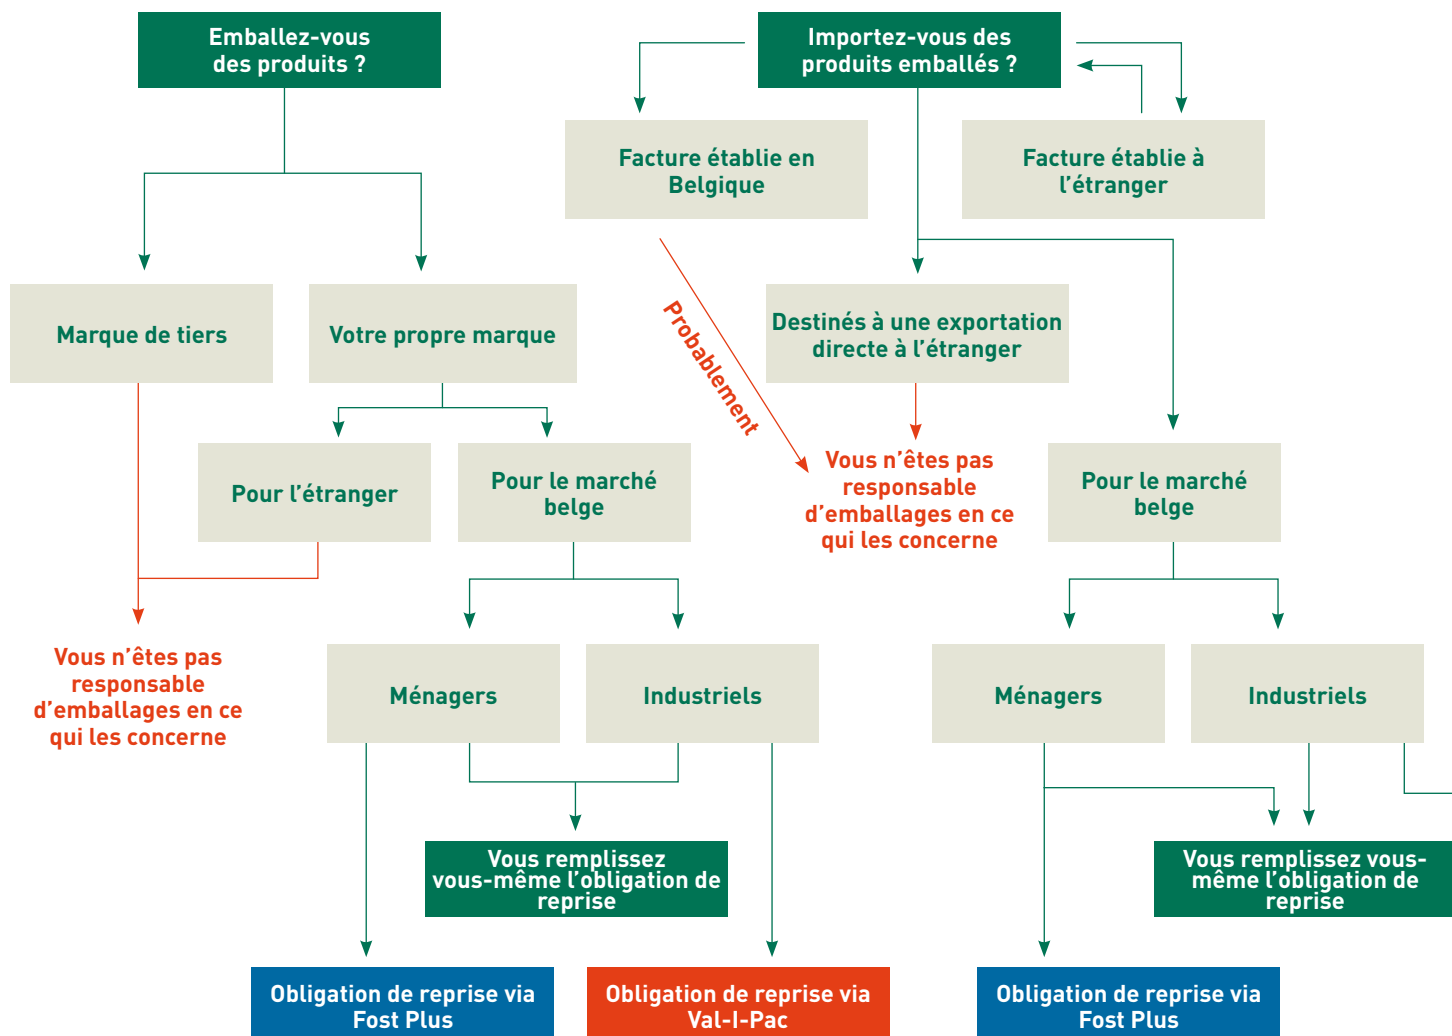 Emballez-vous
des produits ?
Importez-vous des
produits emballés ?
Facture établie en
Belgique
Facture établie à
l’étranger
Marque de tiers
Votre propre marque
Probablement
Destinés à une exportation
directe à l’étranger
Pour l’étranger
Pour le marché
belge
Vous n’êtes pas
responsable
d’emballages en ce
qui les concerne
Pour le marché
belge
Vous n’êtes pas
responsable
d’emballages en ce
qui les concerne
Ménagers
Industriels
Ménagers
Industriels
Vous remplissez
vous-même l’obligation de
reprise
Vous remplissez vous-
même l’obligation de
reprise
Obligation de reprise via
Fost Plus
Obligation de reprise via
Val-I-Pac
Obligation de reprise via
Fost Plus